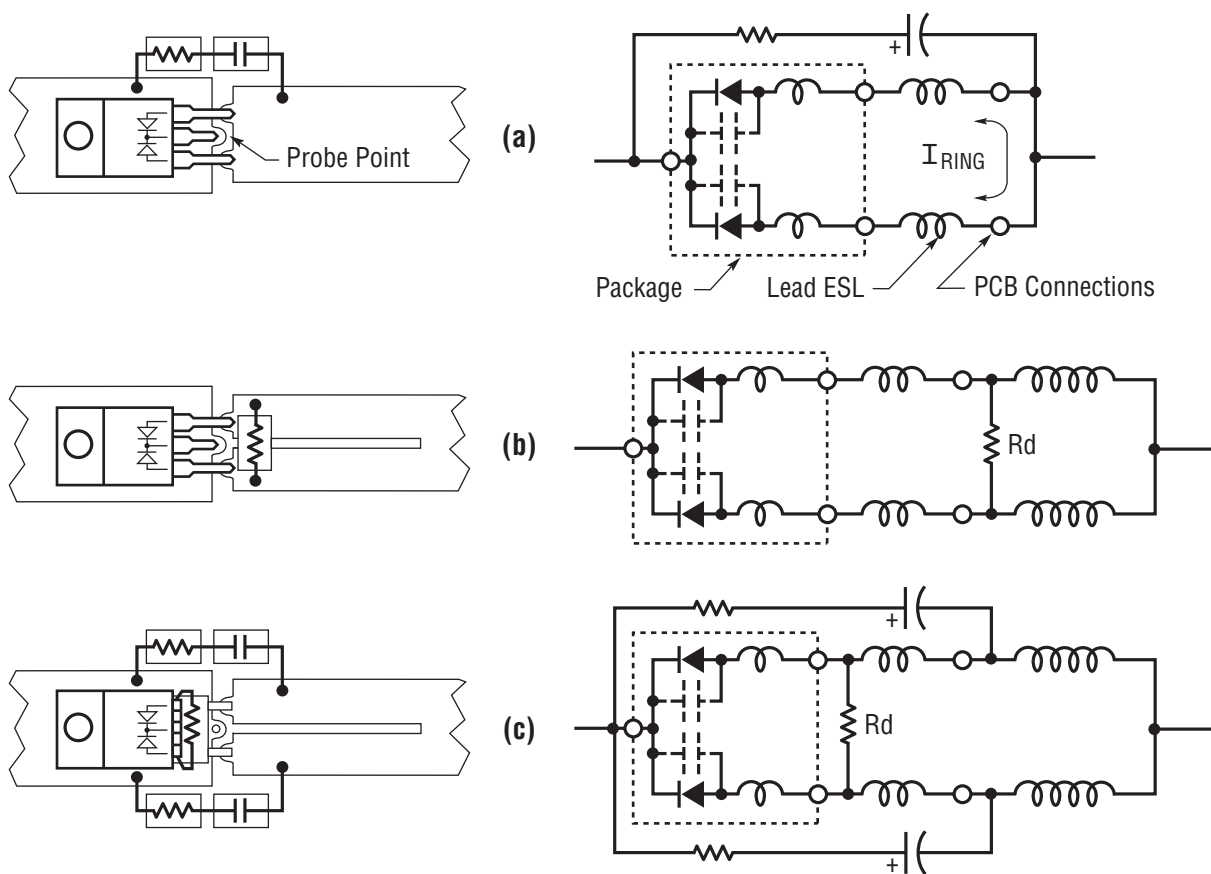 +
(a)
Probe Point
I RING
Package
Lead ESL
PCB Connections
(b)
Rd
+
(c)
Rd
+